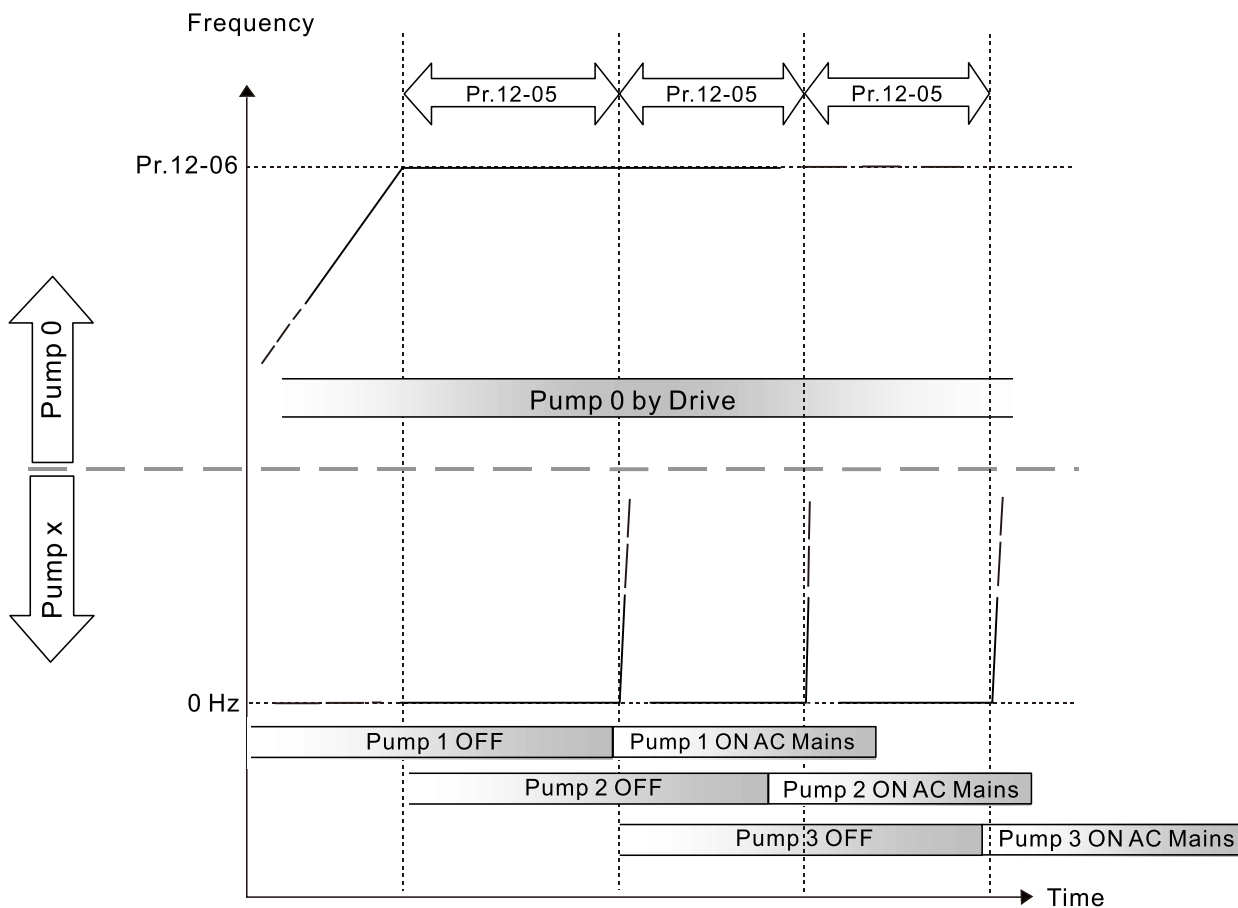 Frequency
Pr.12-05
Pr.12-05
Pr.12-05
Pr.12-06
Pump 0
Pump 0 by Drive
Pump x
0 Hz
Pump 1 OFF
Pump 1 ON AC Mains
Pump 2 OFF
Pump 2 ON AC Mains
Pump 3 OFF
Pump 3 ON AC Mains
Time